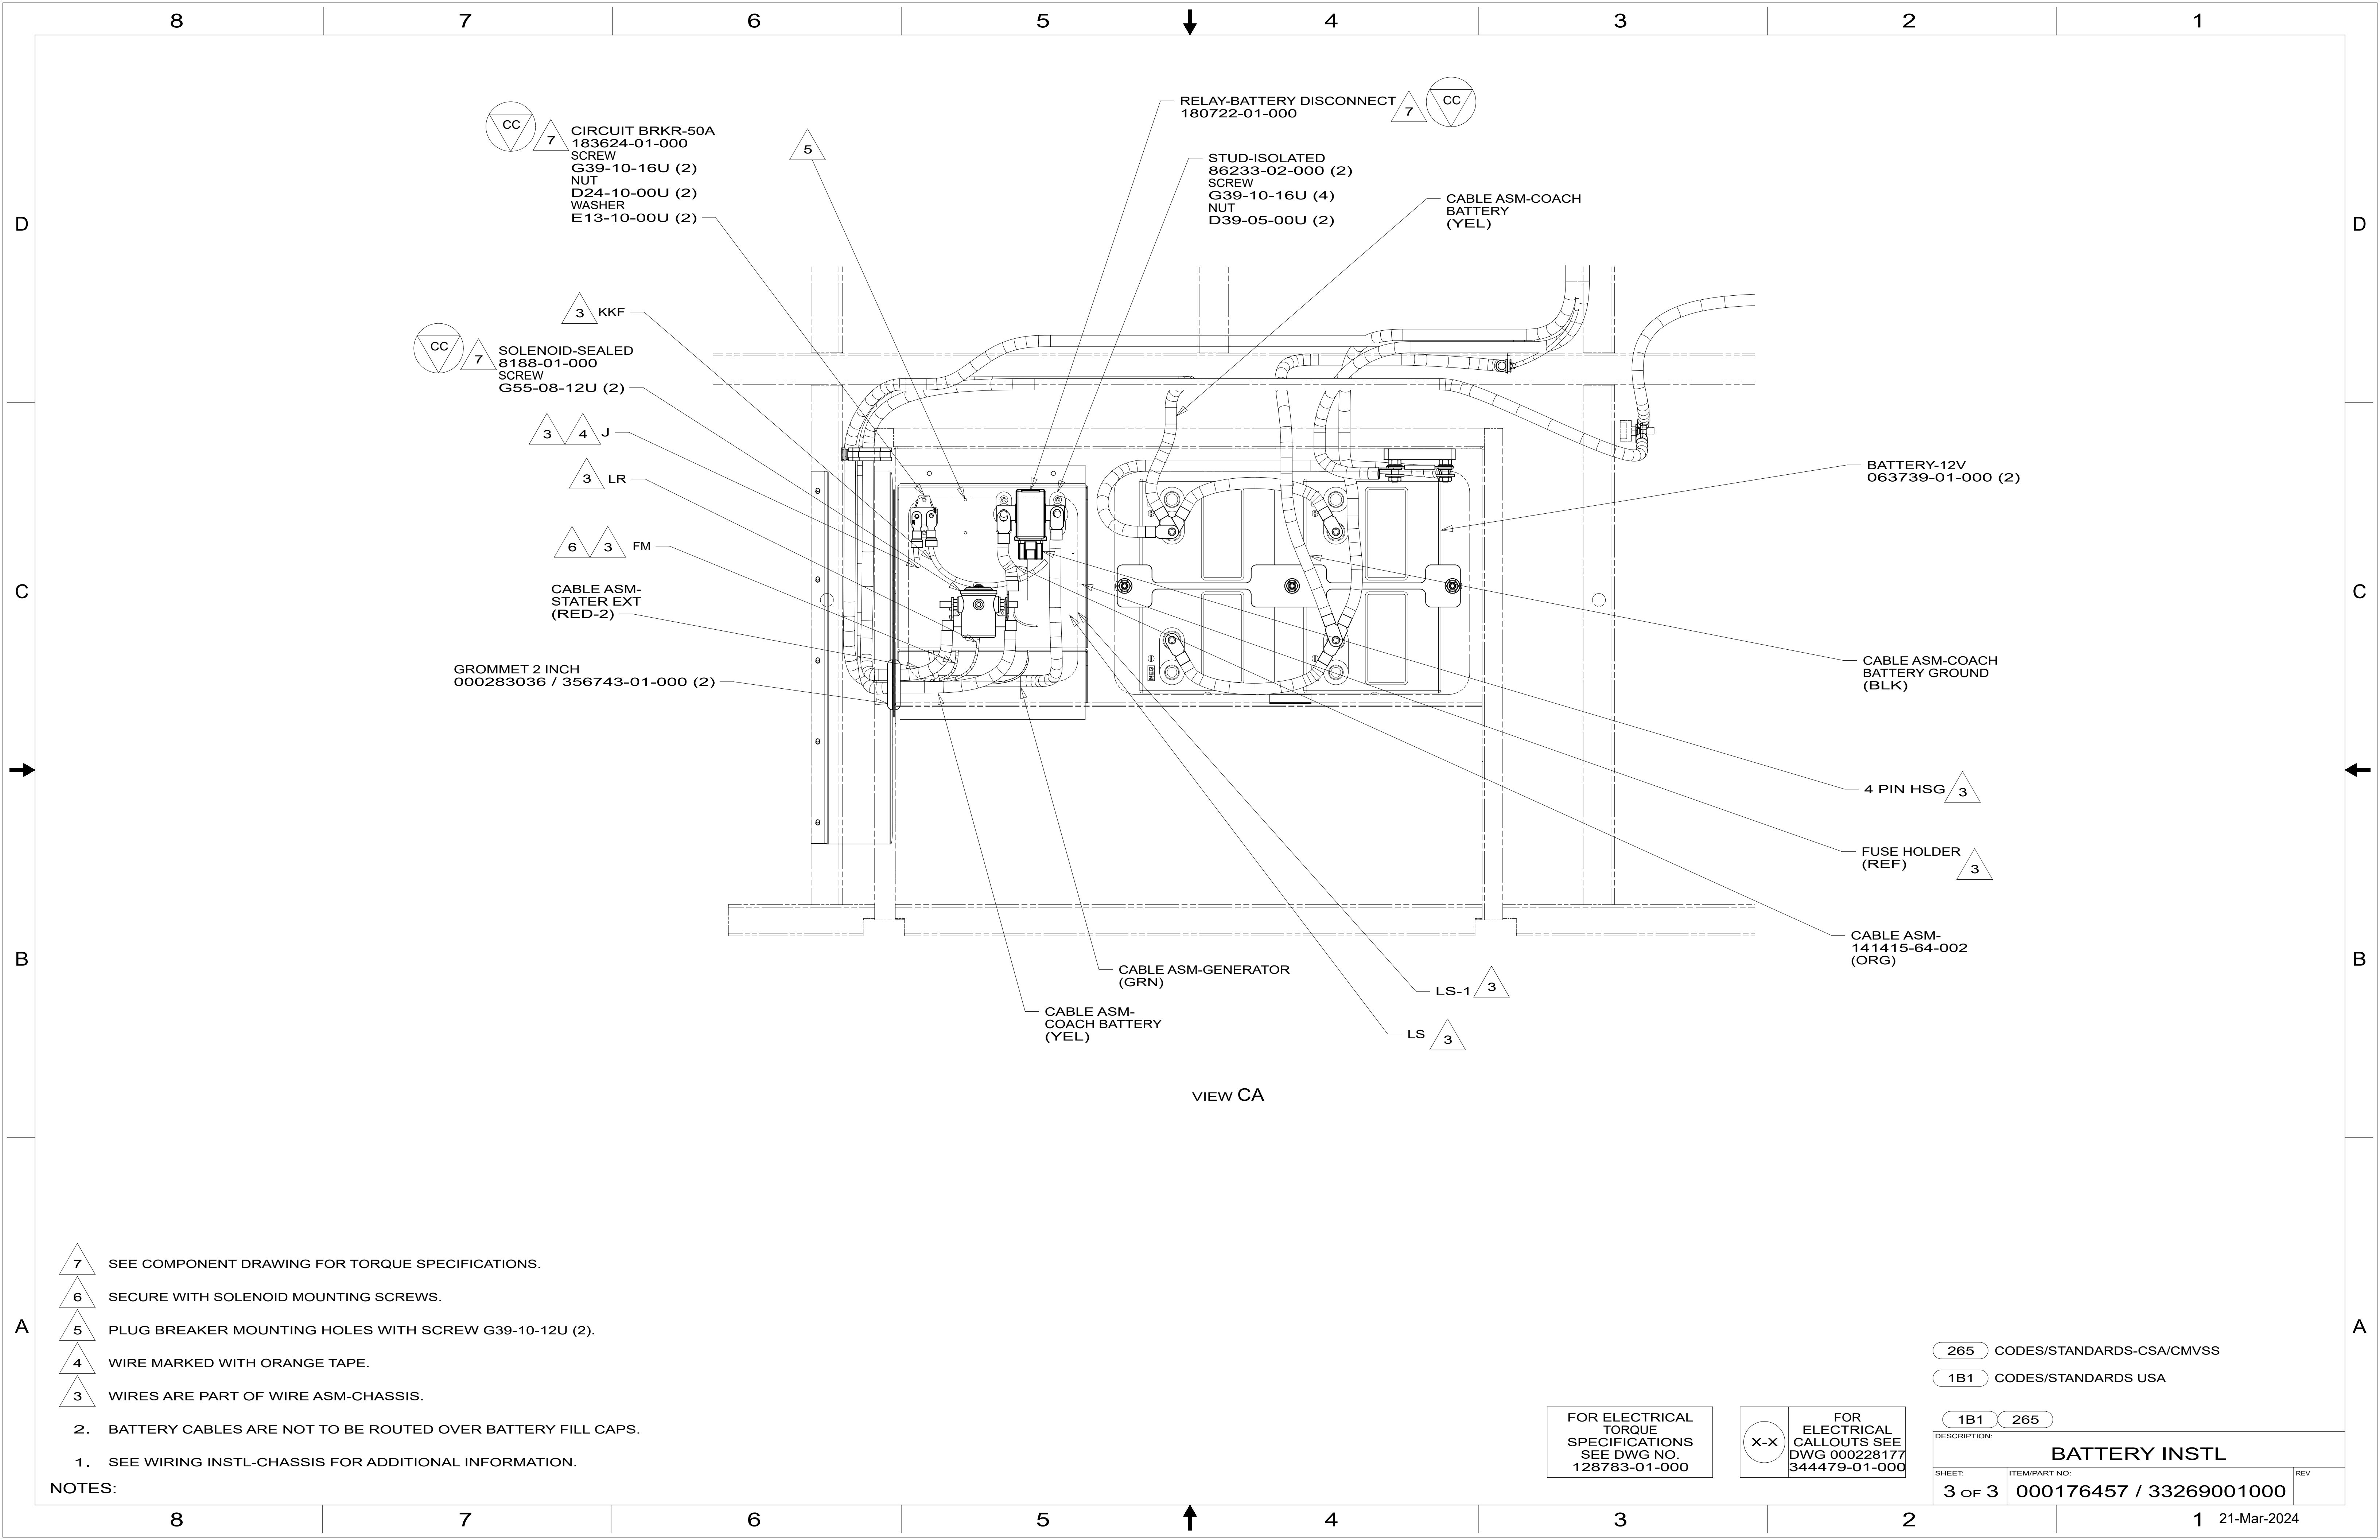 8 7 6 5 4 3 2 1
RELAY-BATTERY DISCONNECT
180722-01-000
7
CC
CC
7
CIRCUIT BRKR-50A
183624-01-000
SCREW
G39-10-16U (2)
NUT
D24-10-00U (2)
WASHER
E13-10-00U (2)
5
STUD-ISOLATED
86233-02-000 (2)
SCREW
G39-10-16U (4)
NUT
D39-05-00U (2)
CABLE ASM-COACH
BATTERY
(YEL)
D
D
3 KKF
CC
7
SOLENOID-SEALED
8188-01-000
SCREW
G55-08-12U (2)
3 4 J
3 LR
6 3 FM
CABLE ASM-
STATER EXT
(RED-2)
GROMMET 2 INCH
000283036 / 356743-01-000 (2)
BATTERY-12V
063739-01-000 (2)
C
C
NEG
CABLE ASM-COACH
BATTERY GROUND
(BLK)
4 PIN HSG 3
FUSE HOLDER
(REF)
3
CABLE ASM-
141415-64-002
(ORG)
B
B
CABLE ASM-GENERATOR
(GRN)
LS-1 3
CABLE ASM-
COACH BATTERY
(YEL)
LS 3
VIEW CA
7 SEE COMPONENT DRAWING FOR TORQUE SPECIFICATIONS.
6 SECURE WITH SOLENOID MOUNTING SCREWS.
5 PLUG BREAKER MOUNTING HOLES WITH SCREW G39-10-12U (2).
4 WIRE MARKED WITH ORANGE TAPE.
3 WIRES ARE PART OF WIRE ASM-CHASSIS.
2. BATTERY CABLES ARE NOT TO BE ROUTED OVER BATTERY FILL CAPS.
1. SEE WIRING INSTL-CHASSIS FOR ADDITIONAL INFORMATION.
NOTES:
A
A
FOR ELECTRICAL
TORQUE
SPECIFICATIONS
SEE DWG NO.
128783-01-000
X-X
FOR
ELECTRICAL
CALLOUTS SEE
DWG 000228177
344479-01-000
265 CODES/STANDARDS-CSA/CMVSS
1B1 CODES/STANDARDS USA
1B1 265
DESCRIPTION:
BATTERY INSTL
SHEET: ITEM/PART NO: REV
3 OF 3 000176457 / 33269001000
8 7 6 5 4 3 2 1
21-Mar-2024